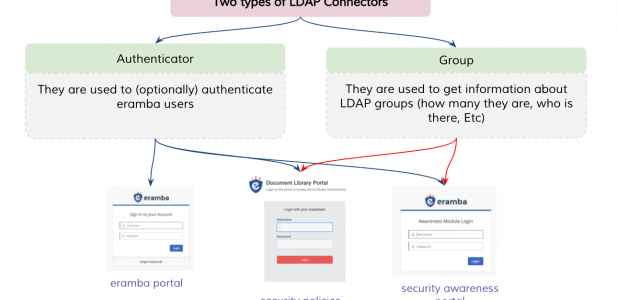 Two types of LDAP Connectors
Authenticator
They are used to (optionally) authenticate
eramba users
Group
They are used to get information about
LDAP groups (how many they are, who is
there, Etc)
eramba
Sign in to your Account
Username
Password
Login
Forgot Password?
eramba portal
Document Library Portal
Login to this portal to access the full library of documents
Login with your credentials
Username
Password
Login
security policies
eramba
Awareness Module Login
Username
Password
Login
security awareness
portal